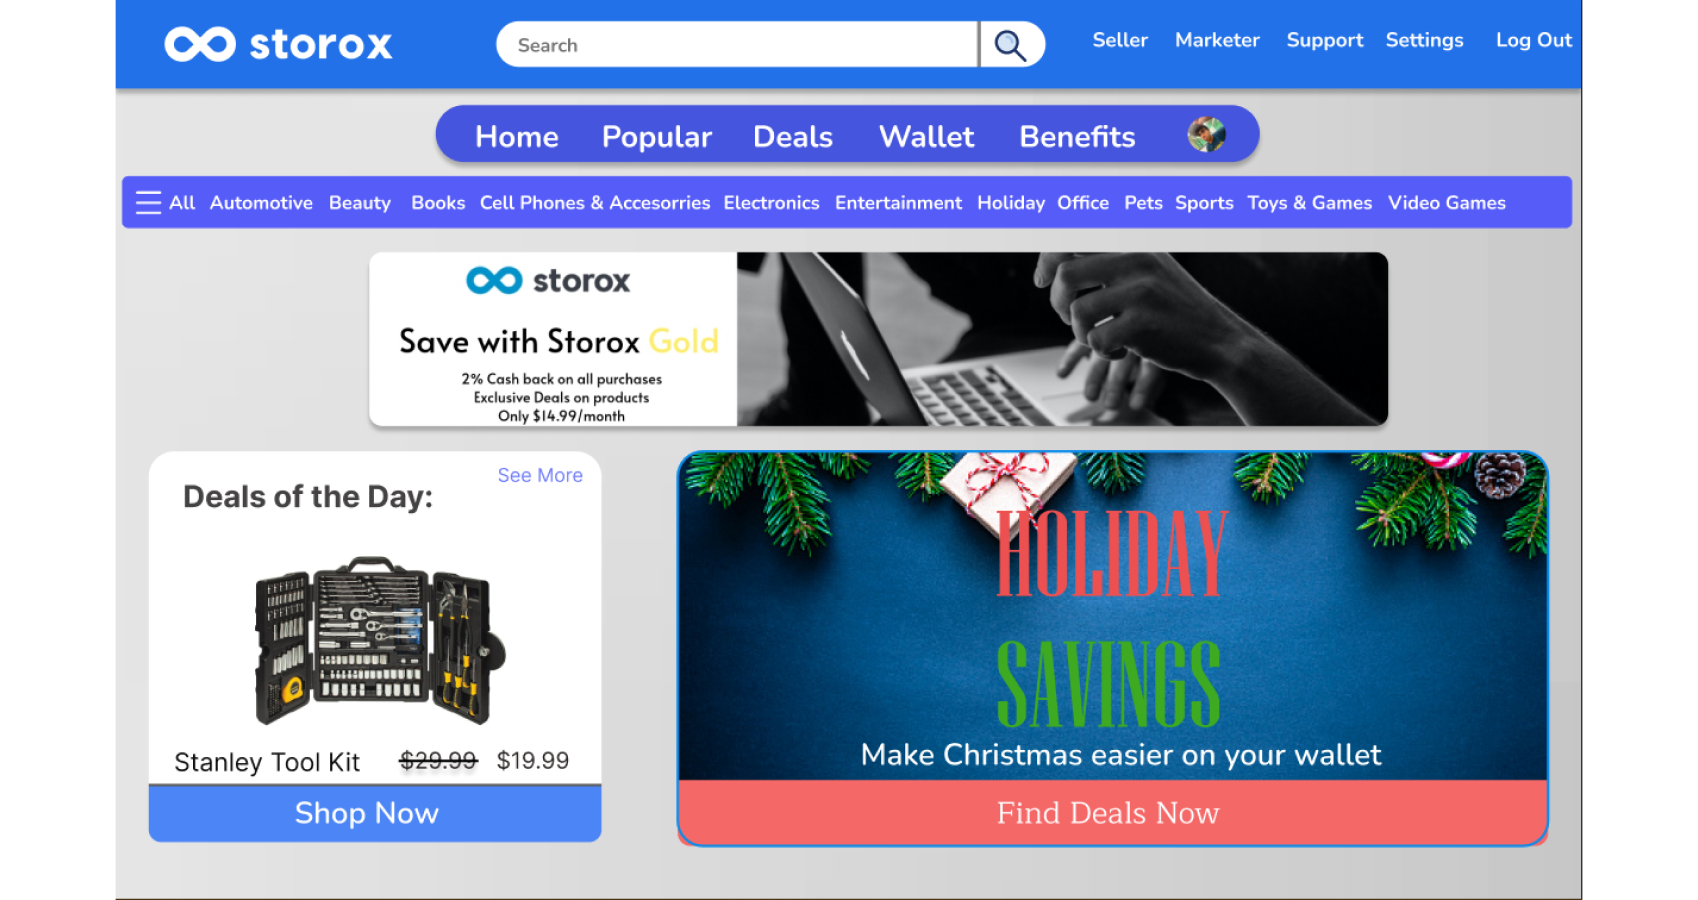 storox
Search
Seller Marketer Support Settings Log Out
Home Popular Deals Wallet Benefits
All Automotive Beauty Books Cell Phones & Accesorries Electronics Entertainment Holiday Office Pets Sports Toys & Games Video Games
storox
Save with Storox Gold
2% Cash back on all purchases
Exclusive Deals on products
Only $14.99/month
See More
Deals of the Day:
Stanley Tool Kit $29.99 $19.99
Shop Now
HOLIDAY
SAVINGS
Make Christmas easier on your wallet
Find Deals Now